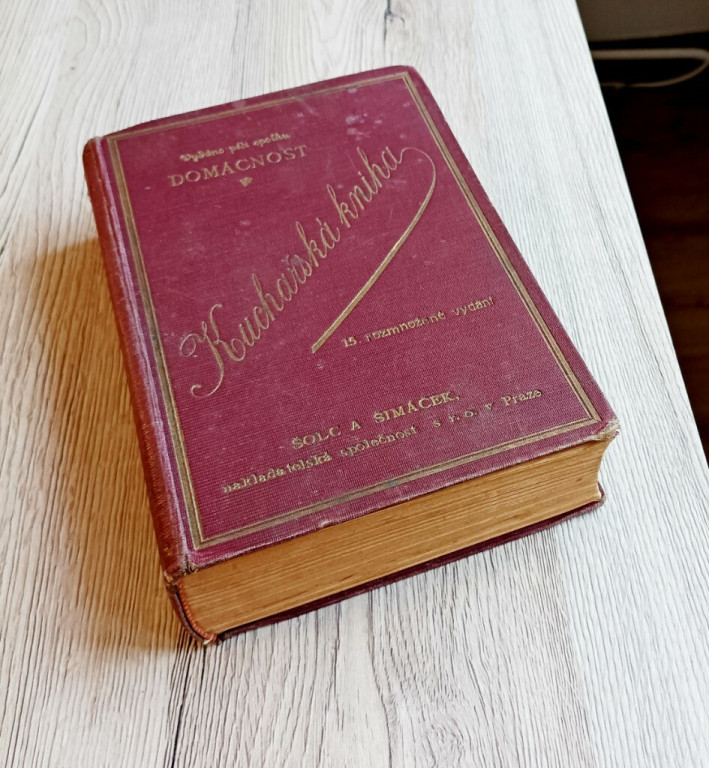 Vydáno péčí spolku
DOMÁCNOST
Kuchařská kniha
15. rozmnožené vydání
ŠOLC A ŠIMÁČEK,
nakladatelská společnost s r. o. v Praze